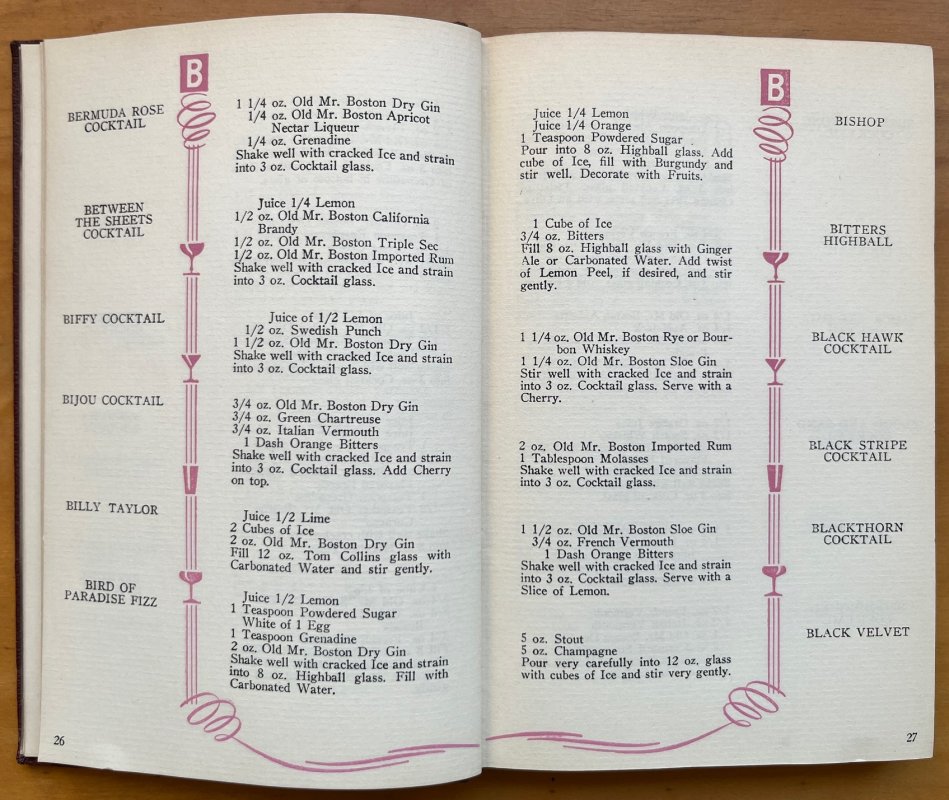 B
BERMUDA ROSE
COCKTAIL
1 1/4 oz. Old Mr. Boston Dry Gin
1/4 oz. Old Mr. Boston Apricot
Nectar Liqueur
1/4 oz. Grenadine
Shake well with cracked Ice and strain
into 3 oz. Cocktail glass.
BETWEEN
THE SHEETS
COCKTAIL
Juice 1/4 Lemon
1/2 oz. Old Mr. Boston California
Brandy
1/2 oz. Old Mr. Boston Triple Sec
1/2 oz. Old Mr. Boston Imported Rum
Shake well with cracked Ice and strain
into 3 oz. Cocktail glass.
BIFFY COCKTAIL
Juice of 1/2 Lemon
1/2 oz. Swedish Punch
1 1/2 oz. Old Mr. Boston Dry Gin
Shake well with cracked Ice and strain
into 3 oz. Cocktail glass.
BIJOU COCKTAIL
3/4 oz. Old Mr. Boston Dry Gin
3/4 oz. Green Chartreuse
3/4 oz. Italian Vermouth
1 Dash Orange Bitters
Shake well with cracked Ice and strain
into 3 oz. Cocktail glass. Add Cherry
on top.
BILLY TAYLOR
Juice 1/2 Lime
2 Cubes of Ice
2 oz. Old Mr. Boston Dry Gin
Fill 12 oz. Tom Collins glass with
Carbonated Water and stir gently.
BIRD OF
PARADISE FIZZ
Juice 1/2 Lemon
1 Teaspoon Powdered Sugar
White of 1 Egg
1 Teaspoon Grenadine
2 oz. Old Mr. Boston Dry Gin
Shake well with cracked Ice and strain
into 8 oz. Highball glass. Fill with
Carbonated Water.
26
B
BISHOP
Juice 1/4 Lemon
Juice 1/4 Orange
1 Teaspoon Powdered Sugar
Pour into 8 oz. Highball glass. Add
cube of Ice, fill with Burgundy and
stir well. Decorate with Fruits.
BITTERS
HIGHBALL
1 Cube of Ice
3/4 oz. Bitters
Fill 8 oz. Highball glass with Ginger
Ale or Carbonated Water. Add twist
of Lemon Peel, if desired, and stir
gently.
BLACK HAWK
COCKTAIL
1 1/4 oz. Old Mr. Boston Rye or Bour-
bon Whiskey
1 1/4 oz. Old Mr. Boston Sloe Gin
Stir well with cracked Ice and strain
into 3 oz. Cocktail glass. Serve with a
Cherry.
BLACK STRIPE
COCKTAIL
2 oz. Old Mr. Boston Imported Rum
1 Tablespoon Molasses
Shake well with cracked Ice and strain
into 3 oz. Cocktail glass.
BLACKTHORN
COCKTAIL
1 1/2 oz. Old Mr. Boston Sloe Gin
3/4 oz. French Vermouth
1 Dash Orange Bitters
Shake well with cracked Ice and strain
into 3 oz. Cocktail glass. Serve with a
Slice of Lemon.
BLACK VELVET
5 oz. Stout
5 oz. Champagne
Pour very carefully into 12 oz. glass
with cubes of Ice and stir very gently.
27